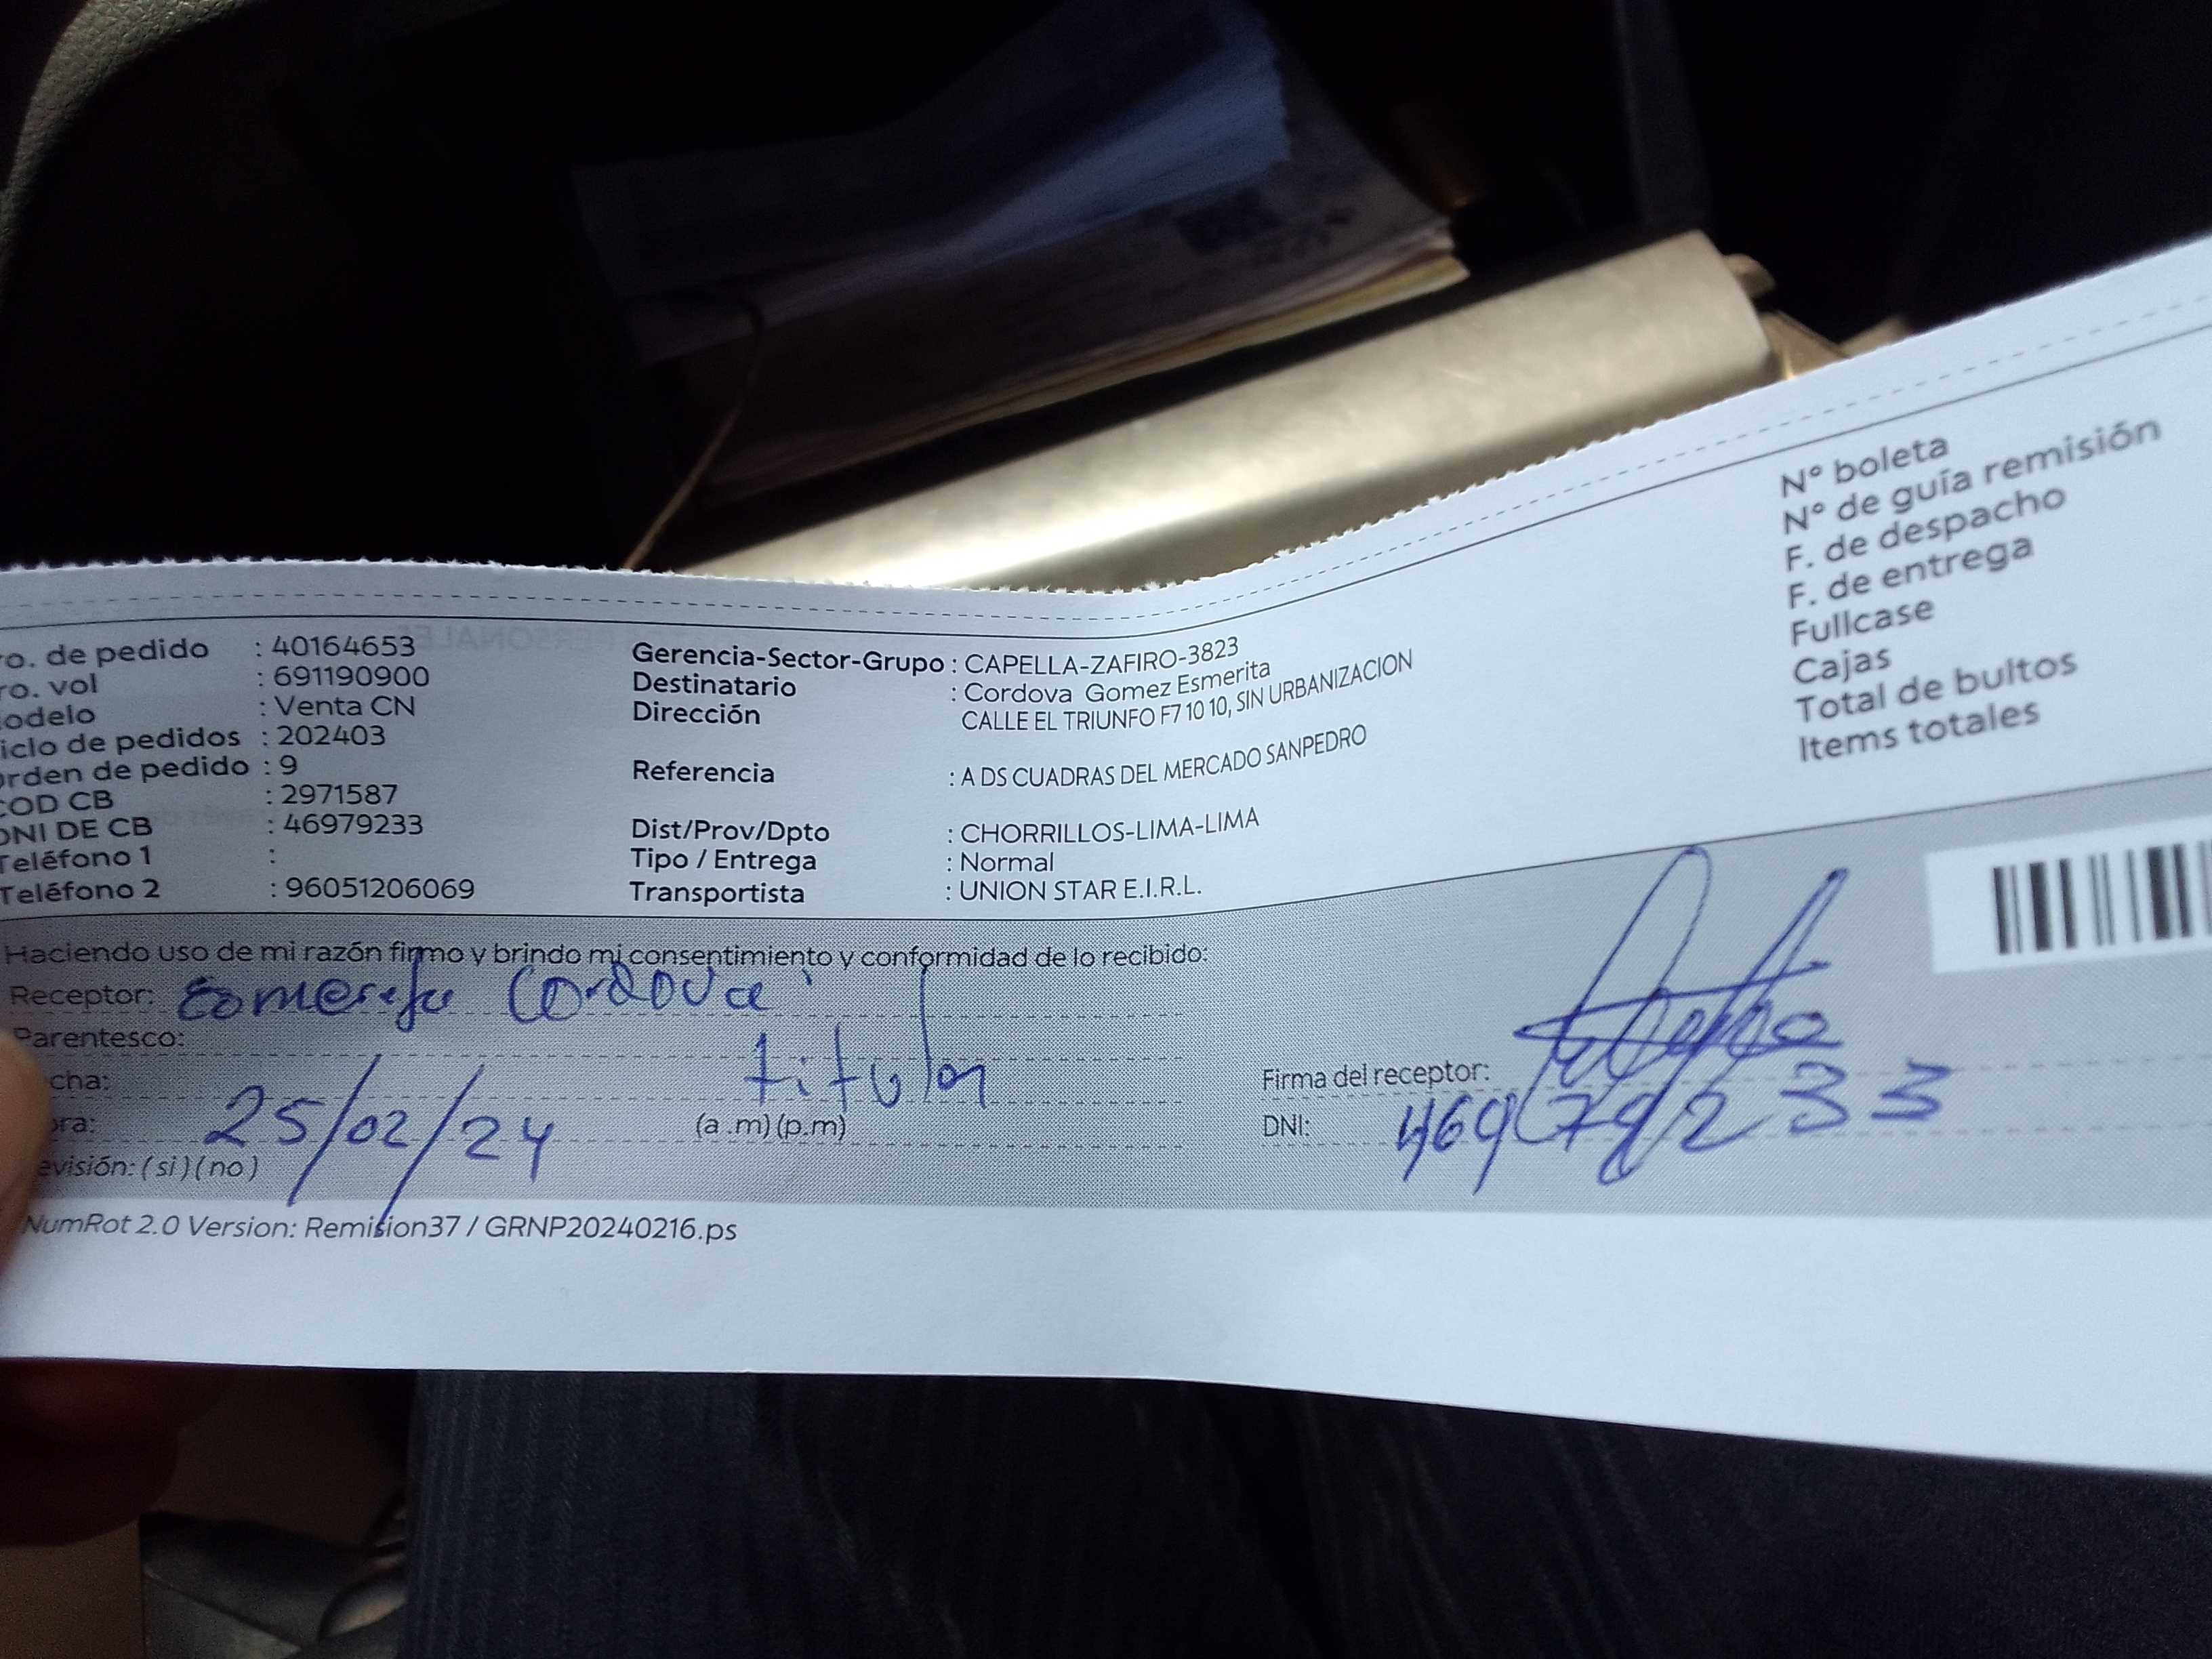 ro. de pedido : 40164653
ro. vol : 691190900
odelo : Venta CN
iclo de pedidos : 202403
rden de pedido : 9
COD CB : 2971587
DNI DE CB : 46979233
Teléfono 1 :
Teléfono 2 : 96051206069
Gerencia-Sector-Grupo : CAPELLA-ZAFIRO-3823
Destinatario : Cordova Gomez Esmerita
Dirección CALLE EL TRIUNFO F7 10 10, SIN URBANIZACION
Referencia : A DS CUADRAS DEL MERCADO SANPEDRO
Dist/Prov/Dpto : CHORRILLOS-LIMA-LIMA
Tipo / Entrega : Normal
Transportista : UNION STAR E.I.R.L.
N° boleta
N° de guía remisión
F. de despacho
F. de entrega
Fullcase
Cajas
Total de bultos
Items totales
Haciendo uso de mi razón firmo y brindo mi consentimiento y conformidad de lo recibido:
Receptor: Cordova
Parentesco: titular
cha: 25/02/24
ra: (a .m) (p.m)
evisión: (si) (no)
Firma del receptor:
DNI: 46979233
NumRot 2.0 Version: Remision37 / GRNP20240216.ps